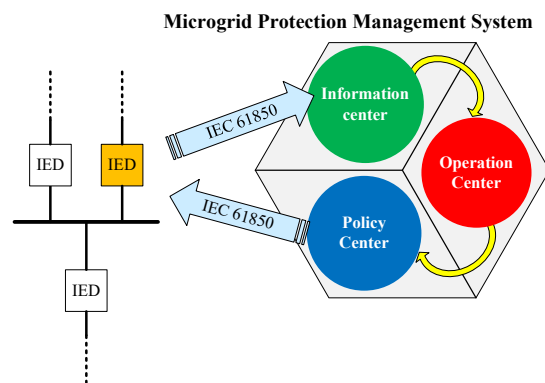 Microgrid Protection Management System
IED
IED
IED
IEC 61850
IEC 61850
Information
center
Operation
Center
Policy
Center